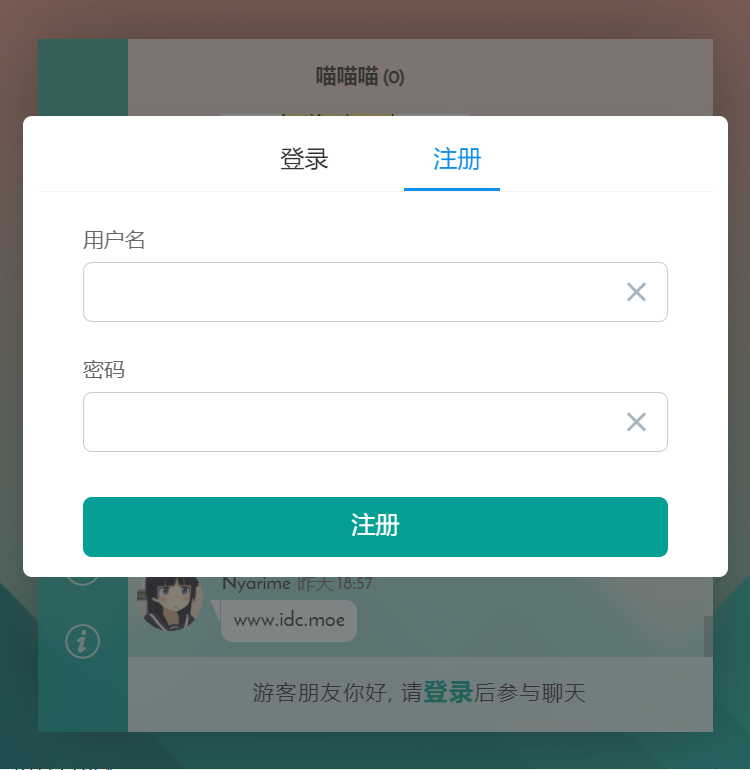 喵喵喵 (0)
登录
注册
用户名
密码
注册
Nyarime 昨天 18:57
www.idc.moe
游客朋友你好, 请登录后参与聊天